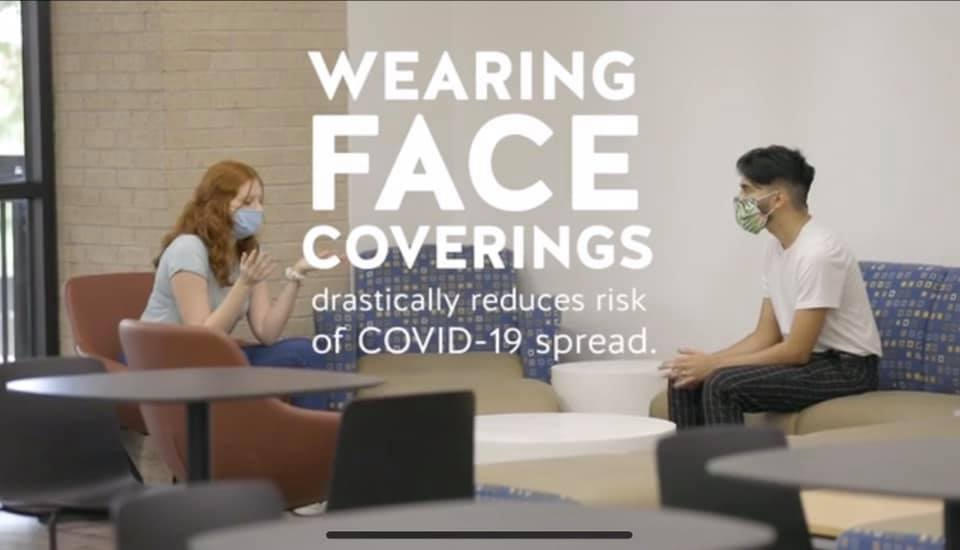 WEARING
FACE
COVERINGS
drastically reduces risk
of COVID-19 spread.